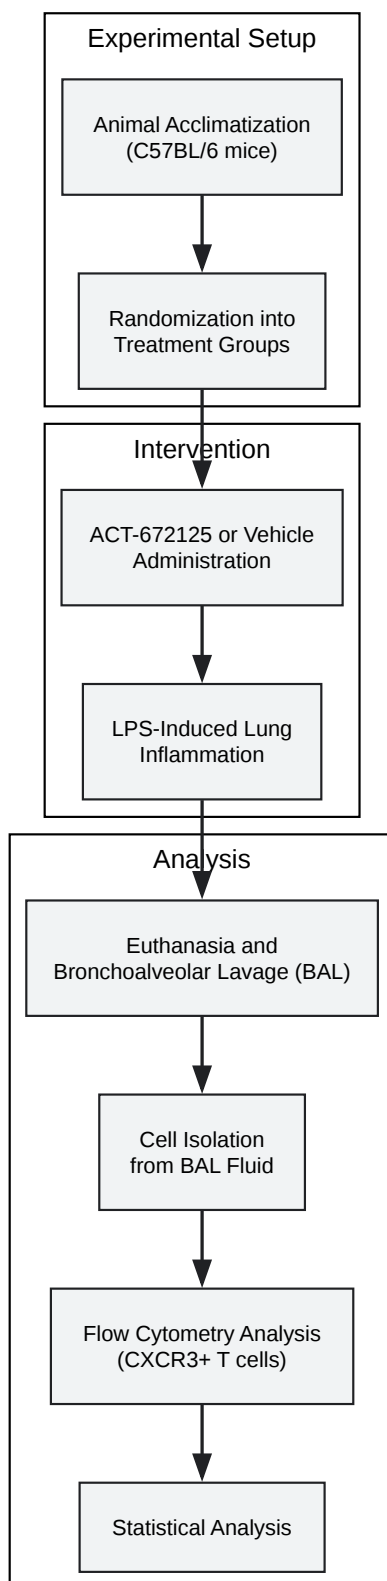 Experimental Setup
Animal Acclimatization
(C57BL/6 mice)
Randomization into
Treatment Groups
Intervention
ACT-672125 or Vehicle
Administration
LPS-Induced Lung
Inflammation
Analysis
Euthanasia and
Bronchoalveolar Lavage (BAL)
Cell Isolation
from BAL Fluid
Flow Cytometry Analysis
(CXCR3+ T cells)
Statistical Analysis